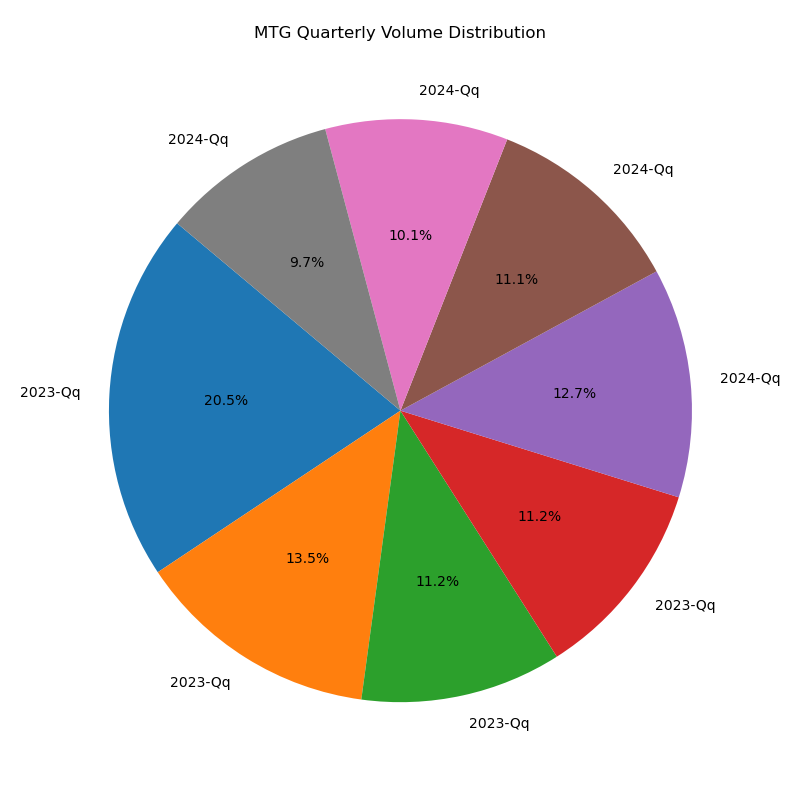 MTG Quarterly Volume Distribution
2024-Qq
2024-Qq
2024-Qq
10.1%
9.7%
11.1%
2024-Qq
2023-Qq
12.7%
20.5%
11.2%
13.5%
11.2%
2023-Qq
2023-Qq
2023-Qq